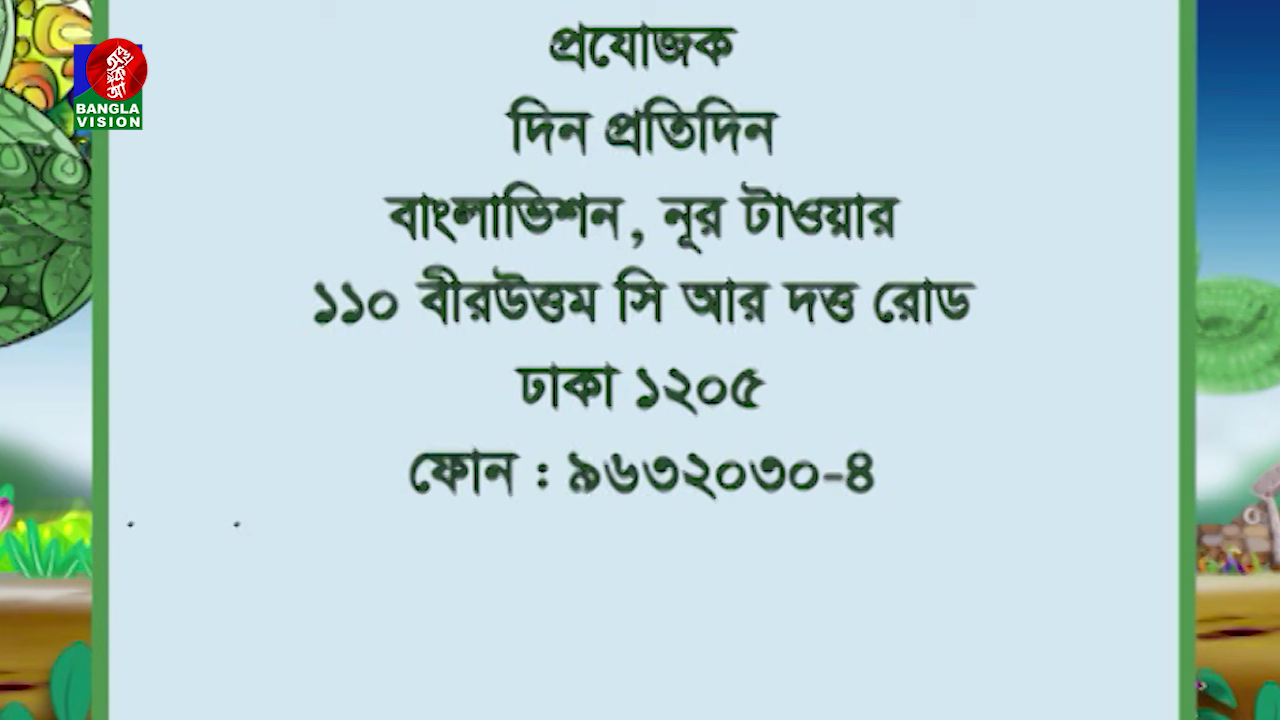 BANGLA
VISION
প্রযোজক
দিন প্রতিদিন
বাংলাভিশন, নূর টাওয়ার
১১০ বীরউত্তম সি আর দত্ত রোড
ঢাকা ১২০৫
ফোন : ৯৬৩২০৩০-৪